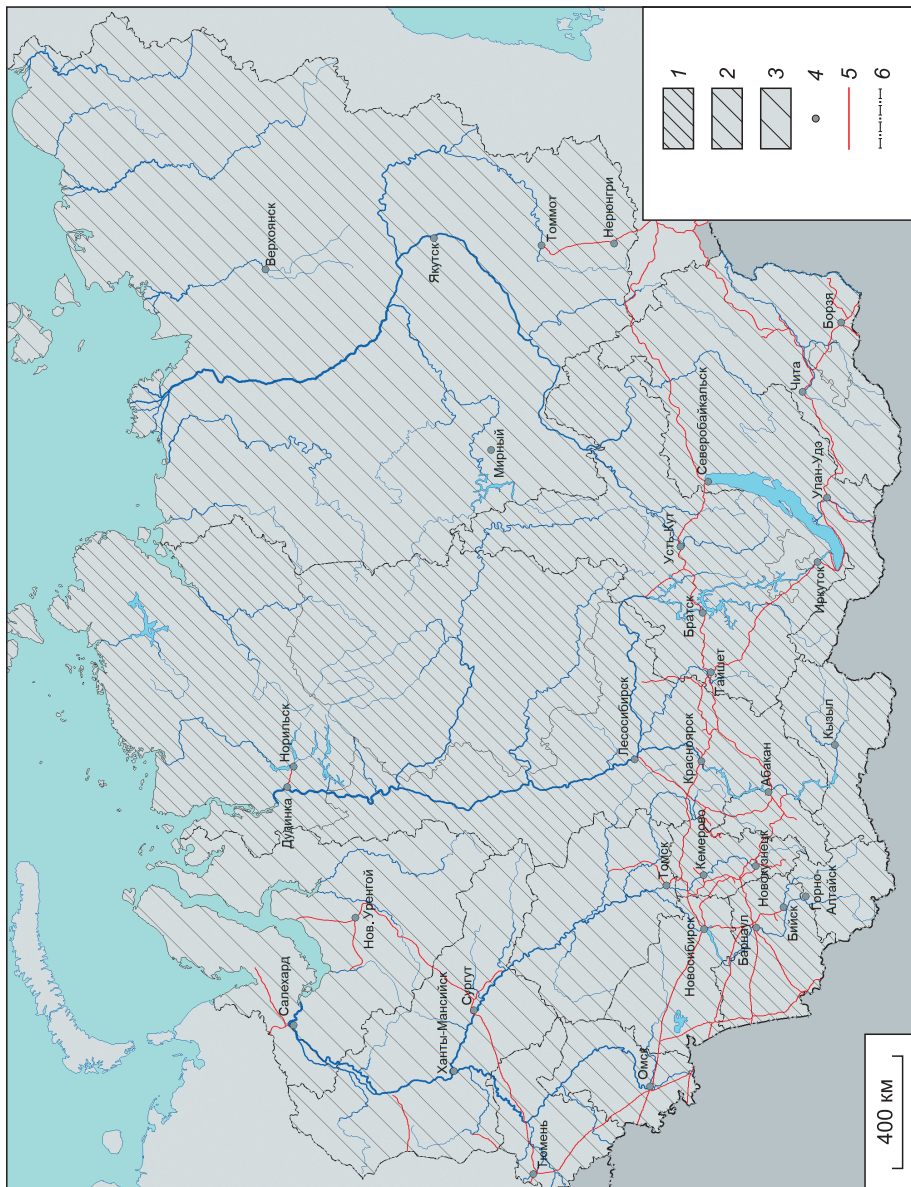 Верхоянск
Якутск
Томмот
Нерюнгри
Мирный
Борзя
Чита
Северобайкальск
Улан-Удэ
Усть-Кут
Иркутск
Братск
Тайшет
Норильск
Дудинка
Лесосибирск
Красноярск
Кызыл
Абакан
Кемерово
Томск
Новокузнецк
Горно-
Алтайск
Бийск
Барнаул
Новосибирск
Нов. Уренгой
Салехард
Сургут
Ханты-Мансийск
Омск
Тюмень
1
2
3
4
5
6
400 км